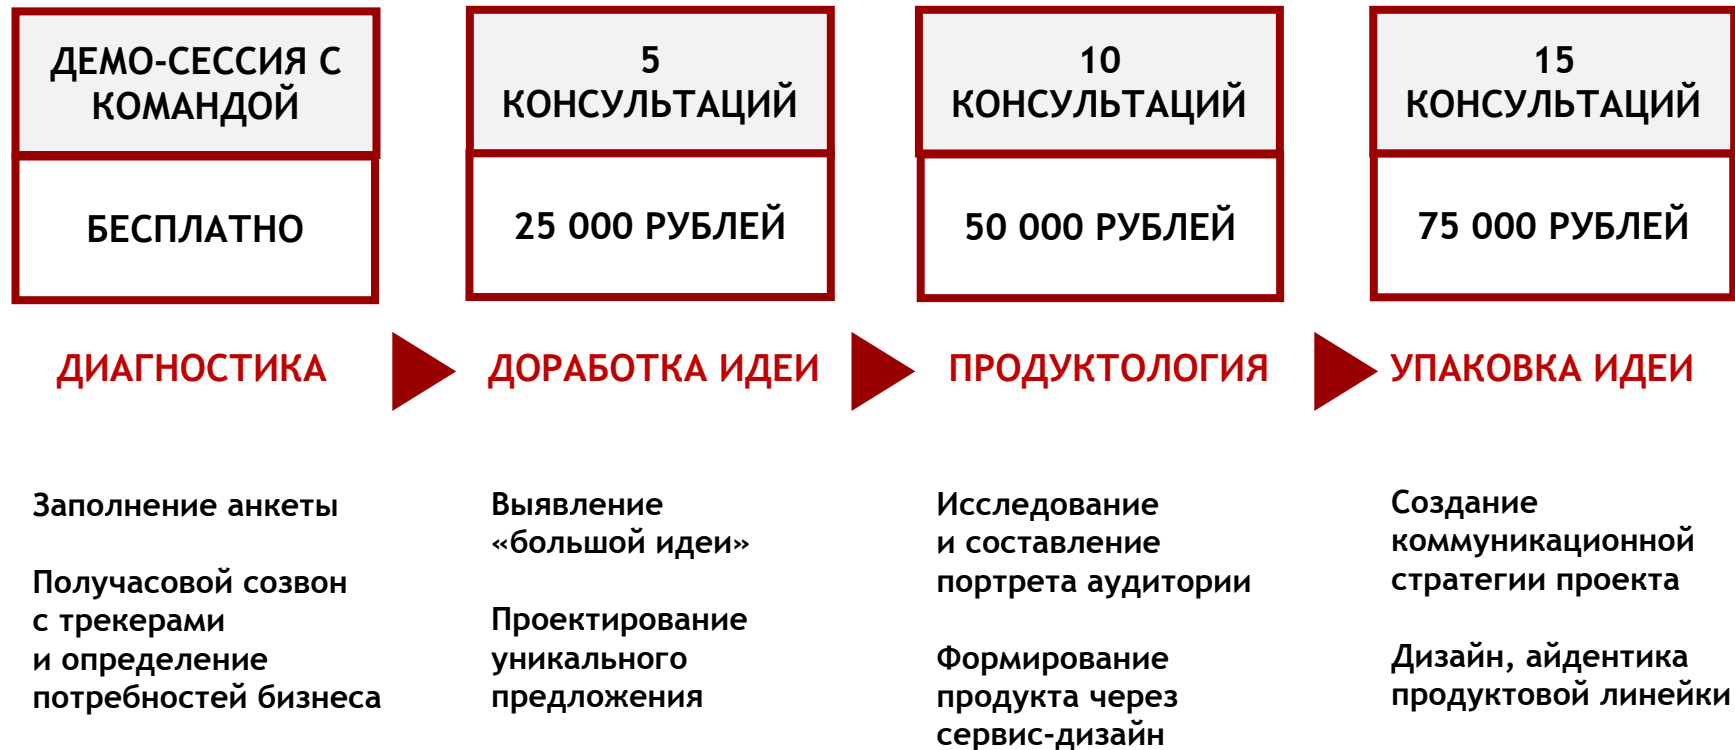 ДЕМО-СЕССИЯ С
КОМАНДОЙ
БЕСПЛАТНО
5
КОНСУЛЬТАЦИЙ
25 000 РУБЛЕЙ
10
КОНСУЛЬТАЦИЙ
50 000 РУБЛЕЙ
15
КОНСУЛЬТАЦИЙ
75 000 РУБЛЕЙ
ДИАГНОСТИКА
ДОРАБОТКА ИДЕИ
ПРОДУКТОЛОГИЯ
УПАКОВКА ИДЕИ
Заполнение анкеты
Получасовой созвон
с трекерами
и определение
потребностей бизнеса
Выявление
«большой идеи»
Проектирование
уникального
предложения
Исследование
и составление
портрета аудитории
Формирование
продукта через
сервис-дизайн
Создание
коммуникационной
стратегии проекта
Дизайн, айдентика
продуктовой линейки